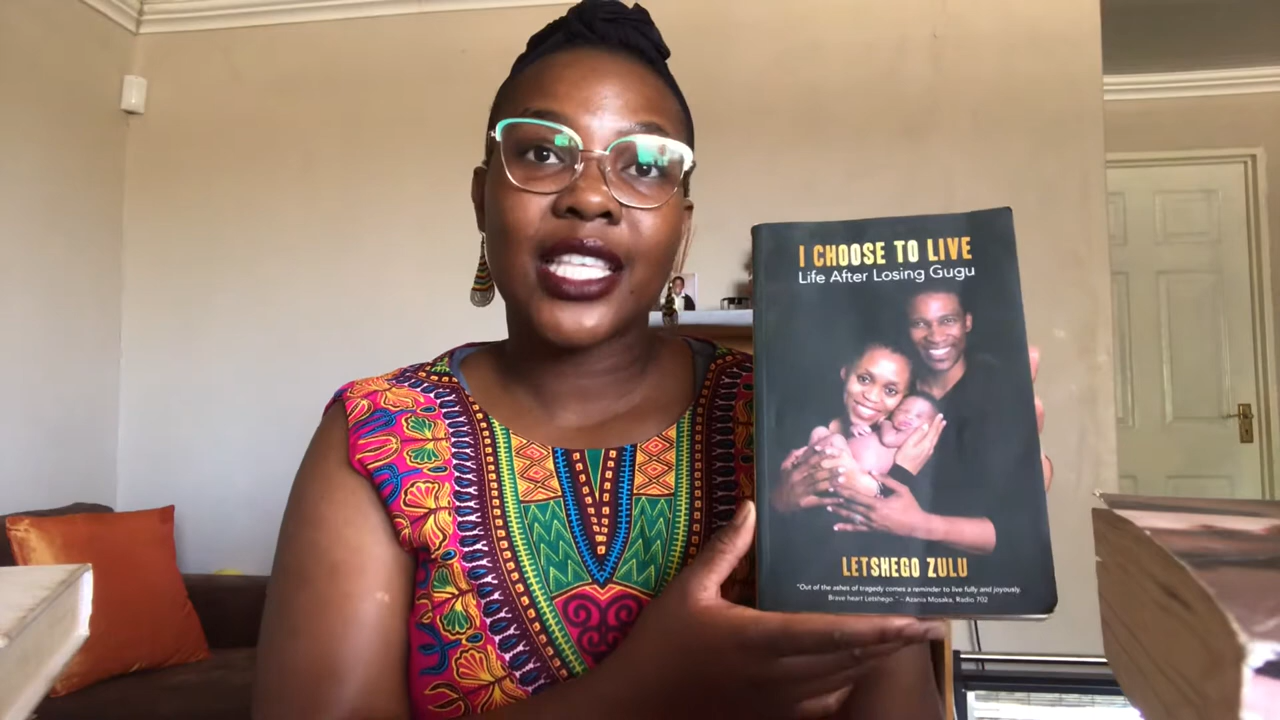 I CHOOSE TO LIVE
Life After Losing Gugu
LETSHEGO ZULU
"Out of the ashes of tragedy comes a reminder to live fully and joyously.
Brave heart Letshego." – Azania Mosaka, Radio 702